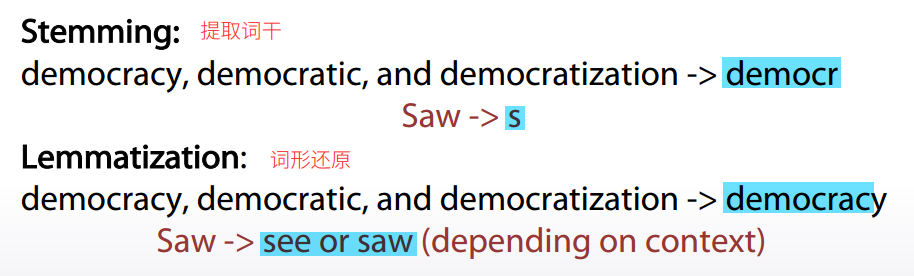 Stemming: 提取词干
democracy, democratic, and democratization -> democr
Saw -> s
Lemmatization: 词形还原
democracy, democratic, and democratization -> democracy
Saw -> see or saw (depending on context)